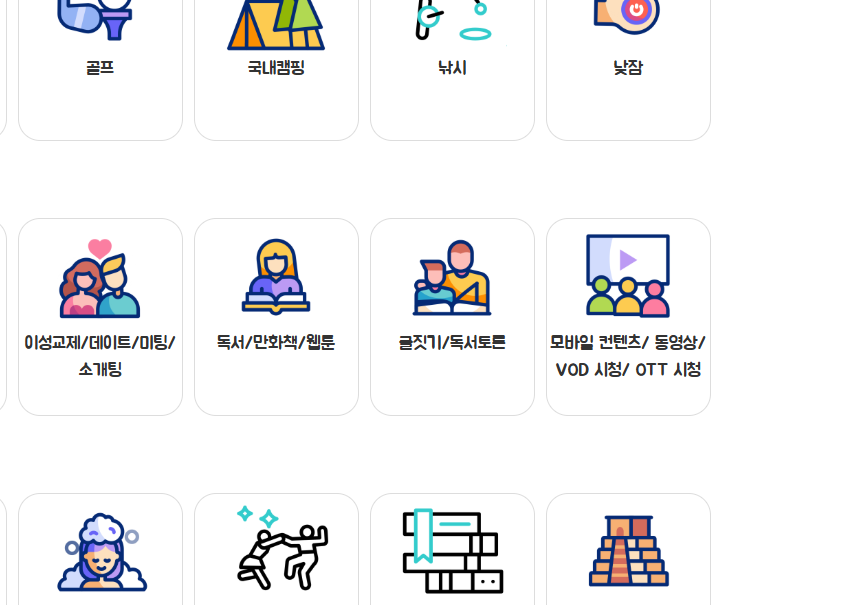 골프
국내캠핑
낚시
낮잠
이성교제/데이트/미팅/
소개팅
독서/만화책/웹툰
글짓기/독서토론
모바일 컨텐츠/ 동영상/
VOD 시청/ OTT 시청